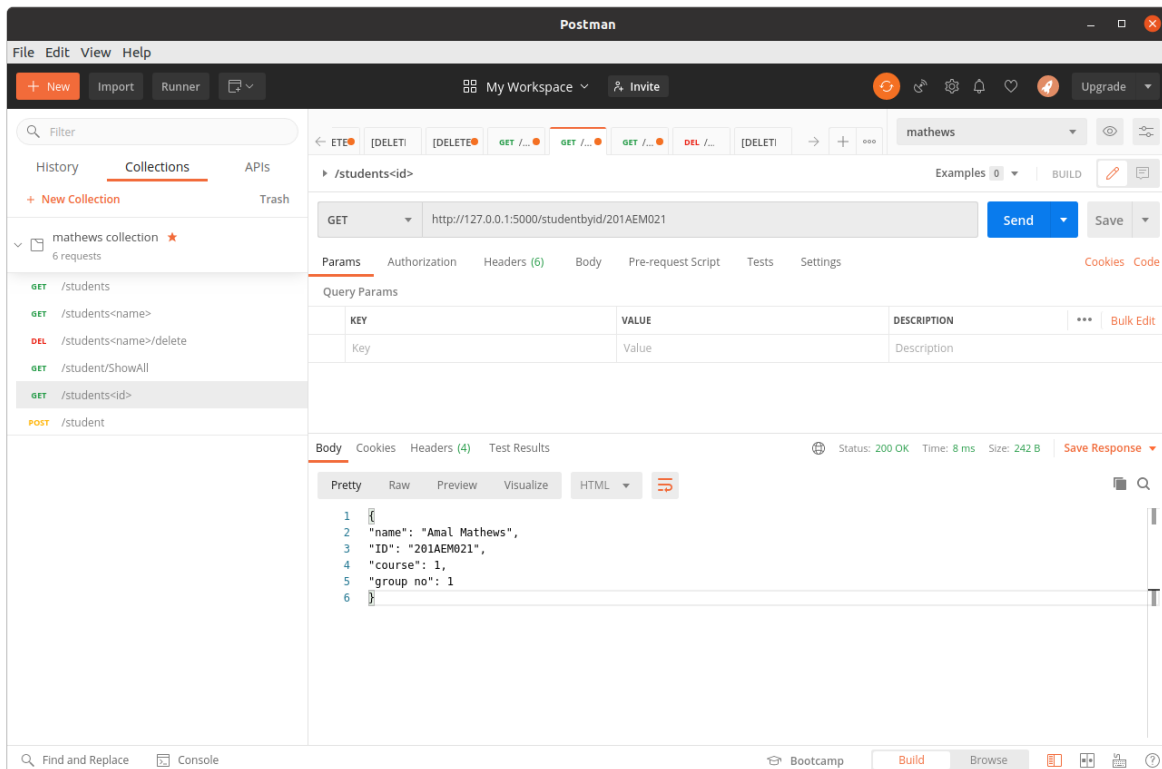 Postman
File Edit View Help
+ New Import Runner My Workspace Invite Upgrade
Filter
ETE [DELETI [DELETE GET /... GET /... GET /... DEL /... [DELETI + ooo mathews
History Collections APIs
/students<id> Examples 0 BUILD
+ New Collection Trash
GET http://127.0.0.1:5000/studentbyid/201AEM021 Send Save
mathews collection
6 requests
Params Authorization Headers (6) Body Pre-request Script Tests Settings Cookies Code
GET /students
Query Params
GET /students<name>
KEY VALUE DESCRIPTION ••• Bulk Edit
DEL /students<name>/delete
Key Value Description
GET /student/ShowAll
GET /students<id>
POST /student
Body Cookies Headers (4) Test Results Status: 200 OK Time: 8 ms Size: 242 B Save Response
Pretty Raw Preview Visualize HTML
1 {
2 "name": "Amal Mathews",
3 "ID": "201AEM021",
4 "course": 1,
5 "group no": 1
6 }
Find and Replace Console Bootcamp Build Browse